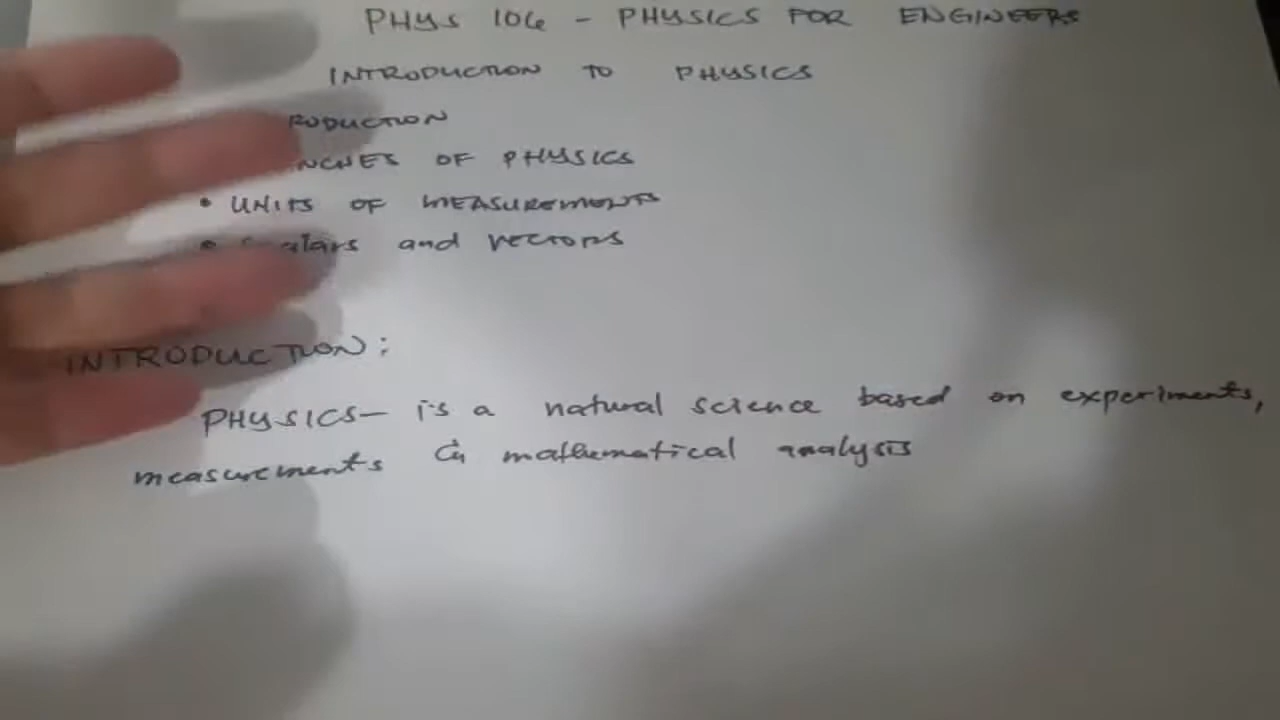 PHYS 106 - PHYSICS FOR ENGINEERS
INTRODUCTION TO PHYSICS
RODUCTION
NCHES OF PHYSICS
• UNITS OF MEASUREMENTS
• Scalars and vectors
INTRODUCTION:
PHYSICS- is a natural science based on experiments,
measurements & mathematical analysis